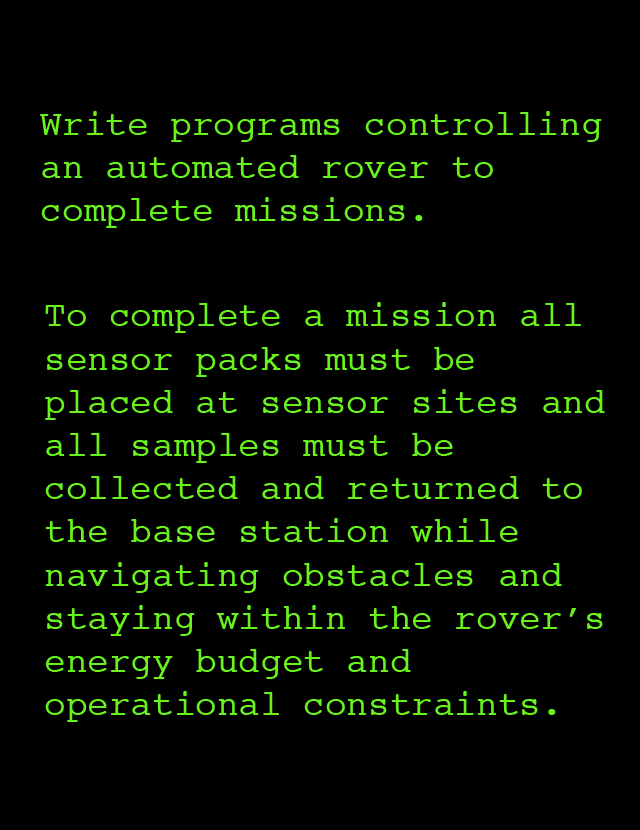 Write programs controlling
an automated rover to
complete missions.
To complete a mission all
sensor packs must be
placed at sensor sites and
all samples must be
collected and returned to
the base station while
navigating obstacles and
staying within the rover’s
energy budget and
operational constraints.